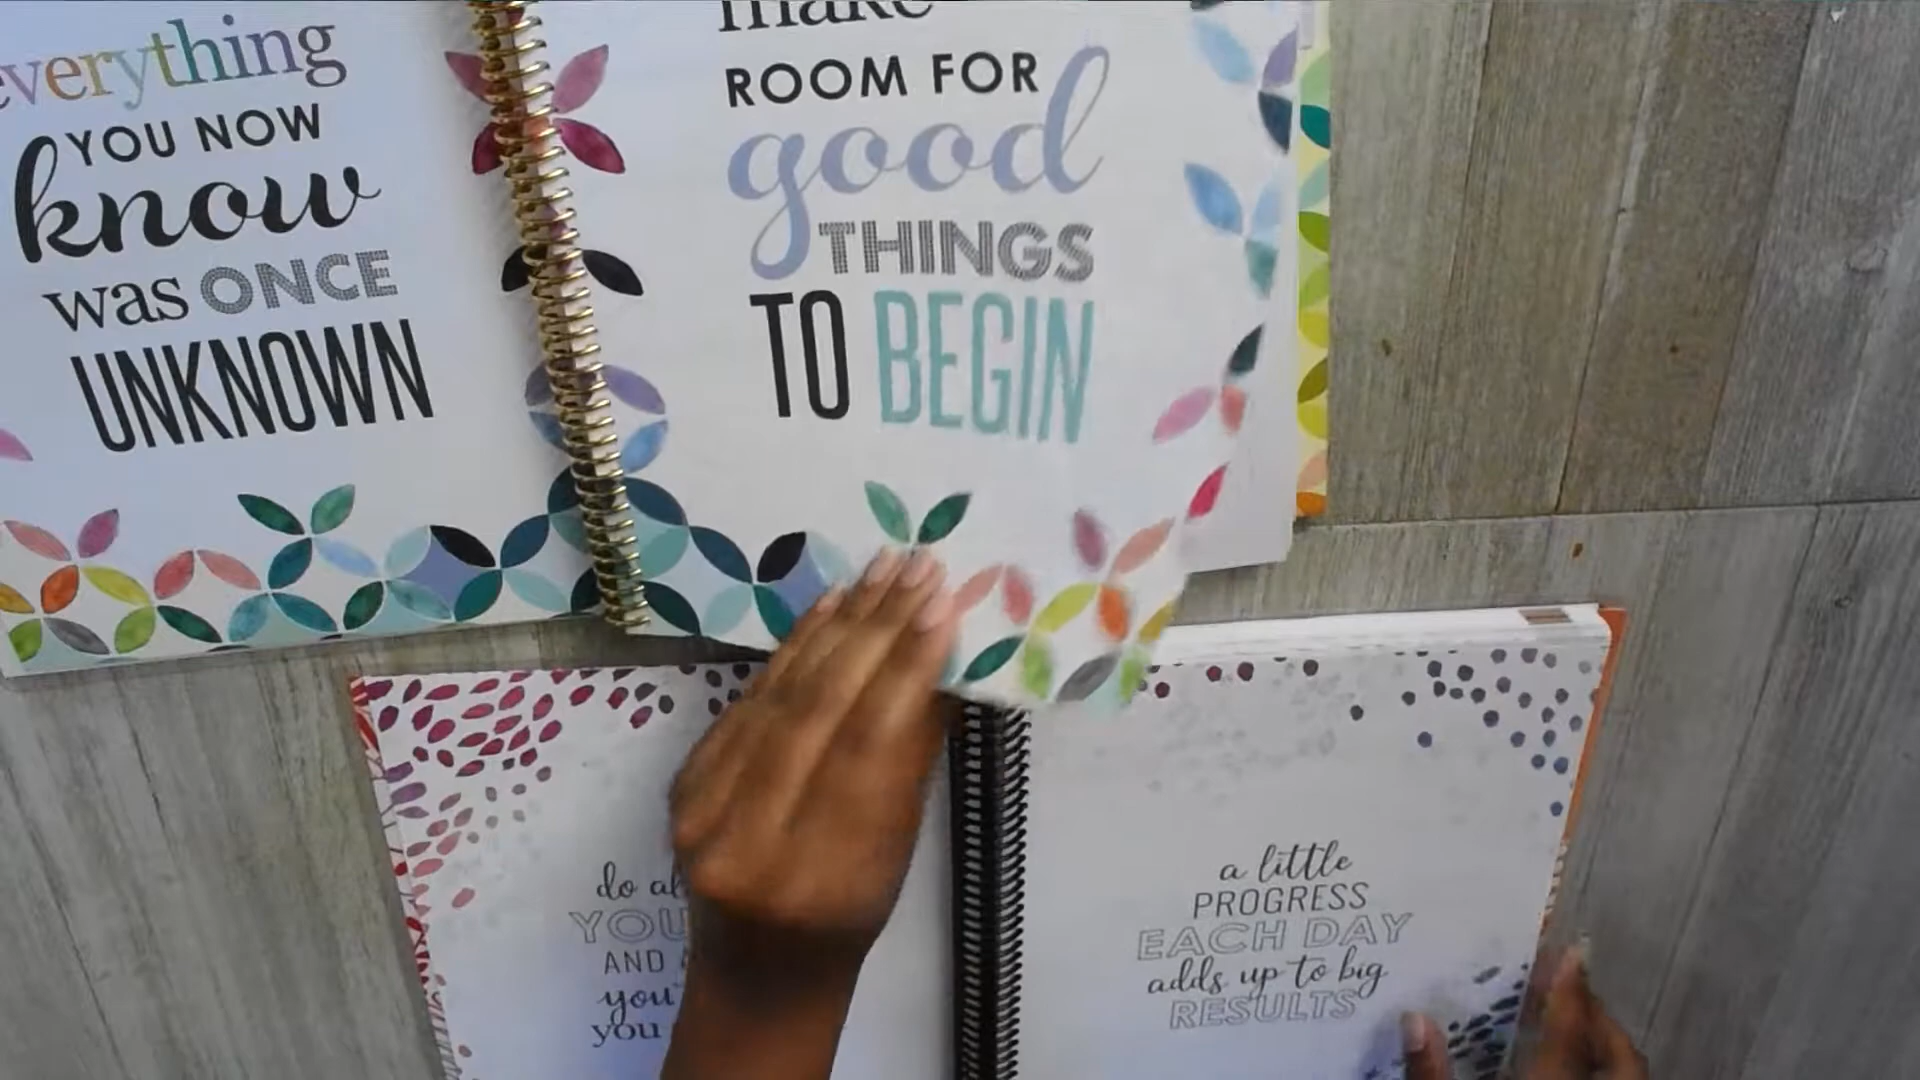 everything
YOU NOW
know
was ONCE
UNKNOWN
make
ROOM FOR
good
THINGS
TO BEGIN
do
YOU
AND
you
you
a little
PROGRESS
EACH DAY
adds up to big
RESULTS